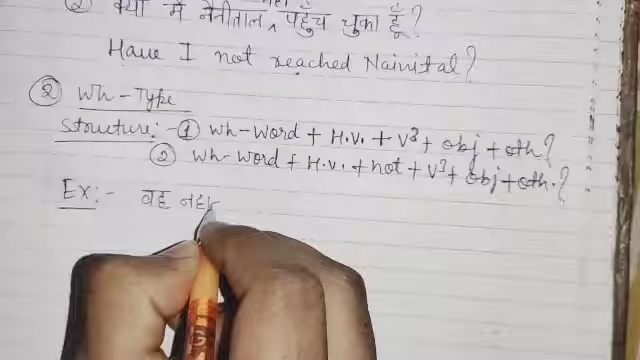 ② क्या मैं नैनीताल ‸ नहीं पहुँच चुका हूँ?
Have I not reached Nainital?
② Wh-Type
Structure:- ① Wh-word + H.V. + V³ + obj + oth?
② Wh-word + H.V. + not + V³ + obj + oth.?
Ex:- वह